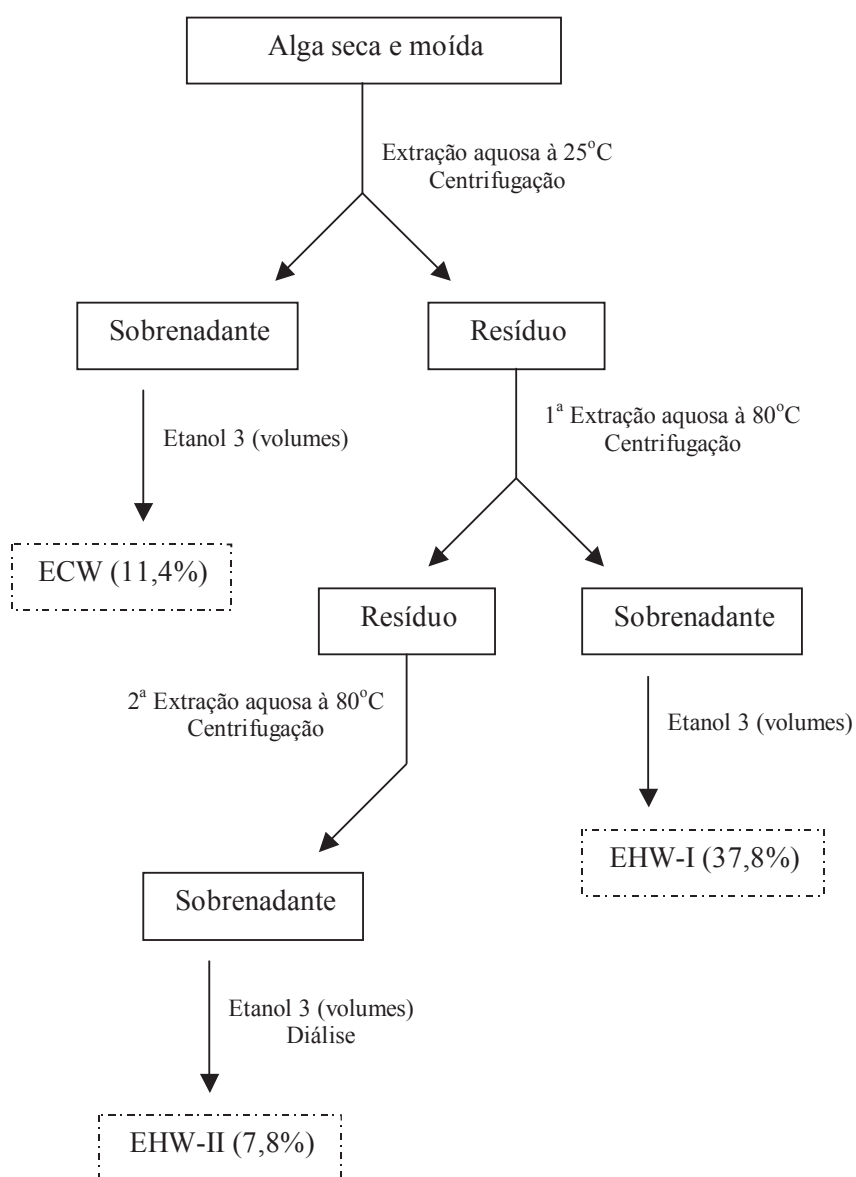 Alga seca e moída
Extração aquosa à 25°C
Centrifugação
Sobrenadante
Resíduo
Etanol 3 (volumes)
1ª Extração aquosa à 80°C
Centrifugação
ECW (11,4%)
Resíduo
Sobrenadante
2ª Extração aquosa à 80°C
Centrifugação
Etanol 3 (volumes)
EHW-I (37,8%)
Sobrenadante
Etanol 3 (volumes)
Diálise
EHW-II (7,8%)